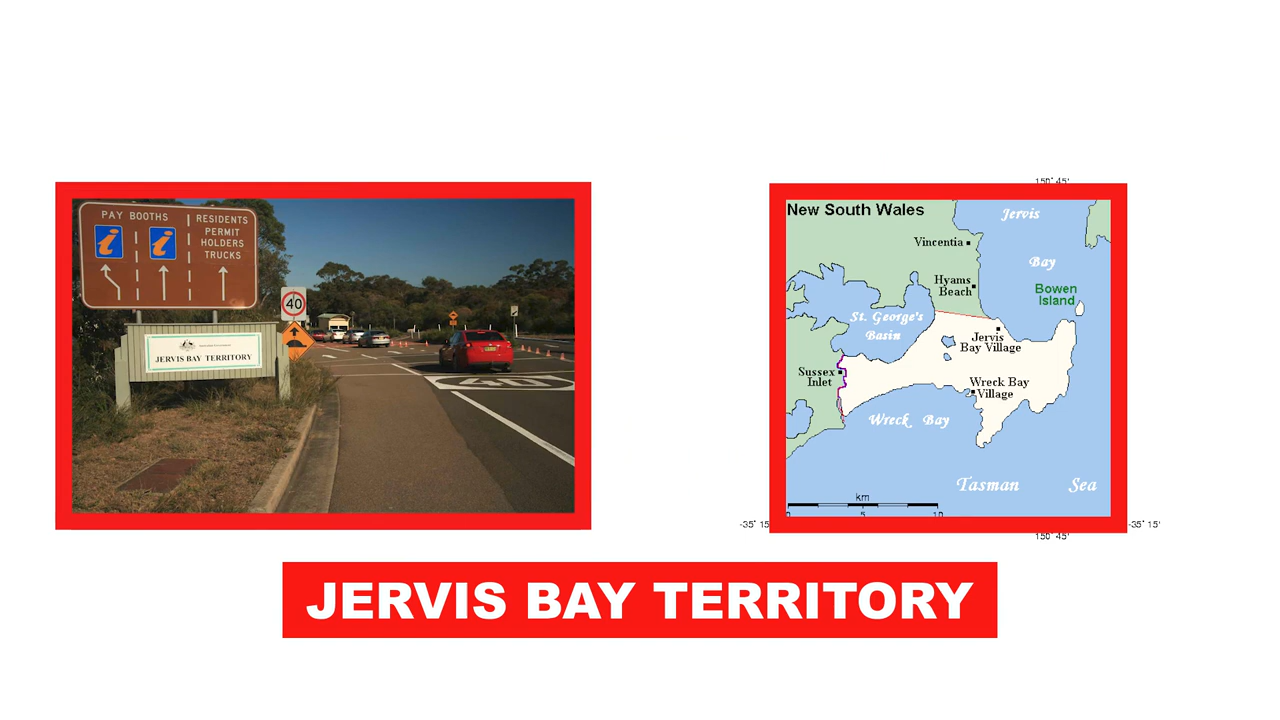 PAY BOOTHS
RESIDENTS
PERMIT
HOLDERS
TRUCKS
i
i
40
JERVIS BAY TERRITORY
40
150° 45'
New South Wales
Jervis
Vincentia
Bay
Hyams
Beach
Bowen
Island
St. George's
Basin
Jervis
Bay Village
Sussex
Inlet
Wreck Bay
Village
Wreck Bay
Tasman Sea
km
0 5 10
-35° 15
-35° 15'
150° 45'
JERVIS BAY TERRITORY